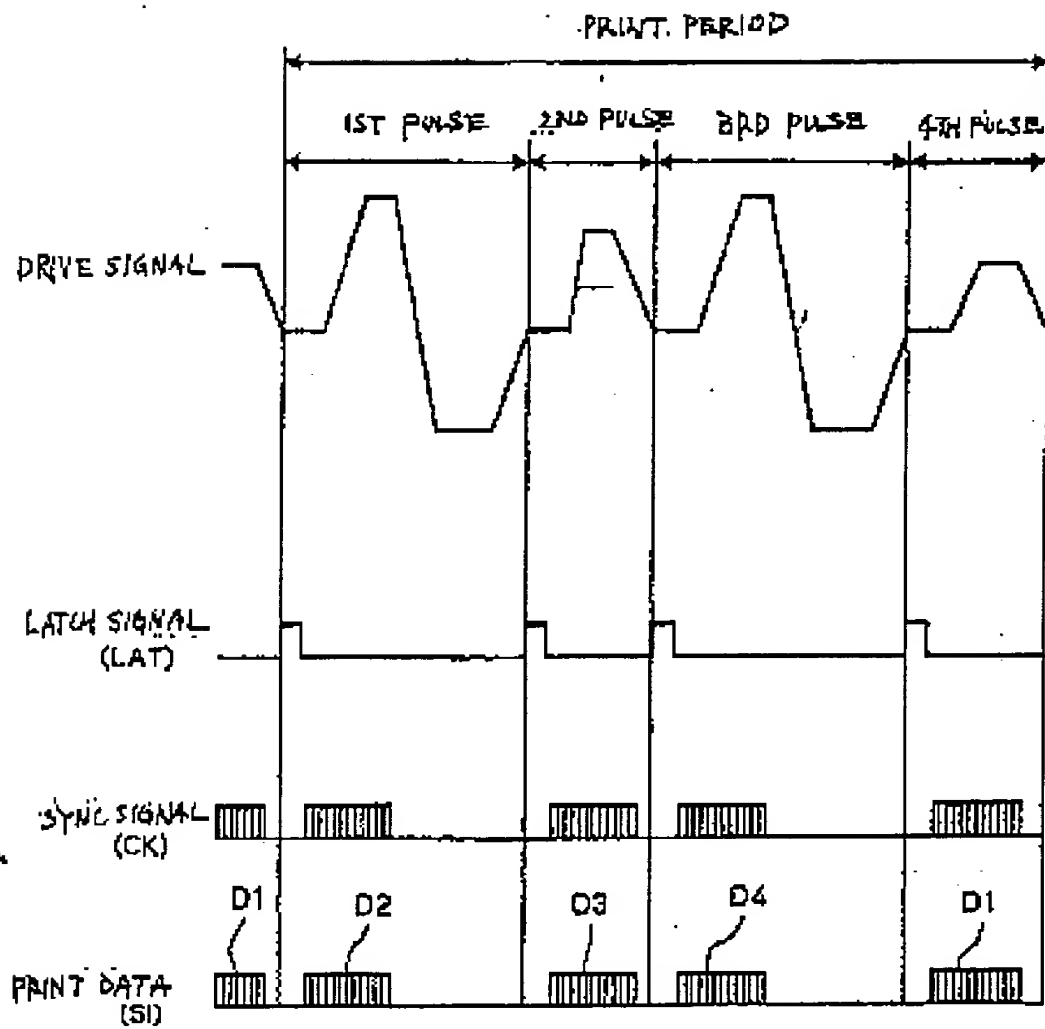 PRINT PERIOD
1ST PULSE 2ND PULSE 3RD PULSE 4TH PULSE
DRIVE SIGNAL
LATCH SIGNAL
(LAT)
SYNC SIGNAL
(CK)
D1 D2 D3 D4 D1
PRINT DATA
(SI)